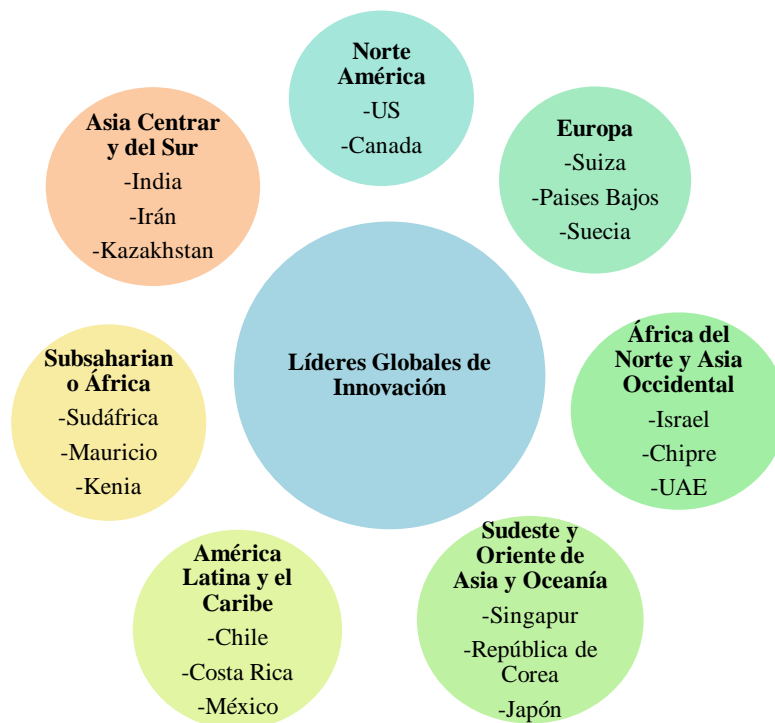 Norte
América
-US
-Canada
Europa
-Suiza
-Paises Bajos
-Suecia
África del
Norte y Asia
Occidental
-Israel
-Chipre
-UAE
Sudeste y
Oriente de
Asia y Oceanía
-Singapur
-República de
Corea
-Japón
América
Latina y el
Caribe
-Chile
-Costa Rica
-México
Subsaharian
o África
-Sudáfrica
-Mauricio
-Kenia
Asia Centrar
y del Sur
-India
-Irán
-Kazakhstan
Líderes Globales de
Innovación